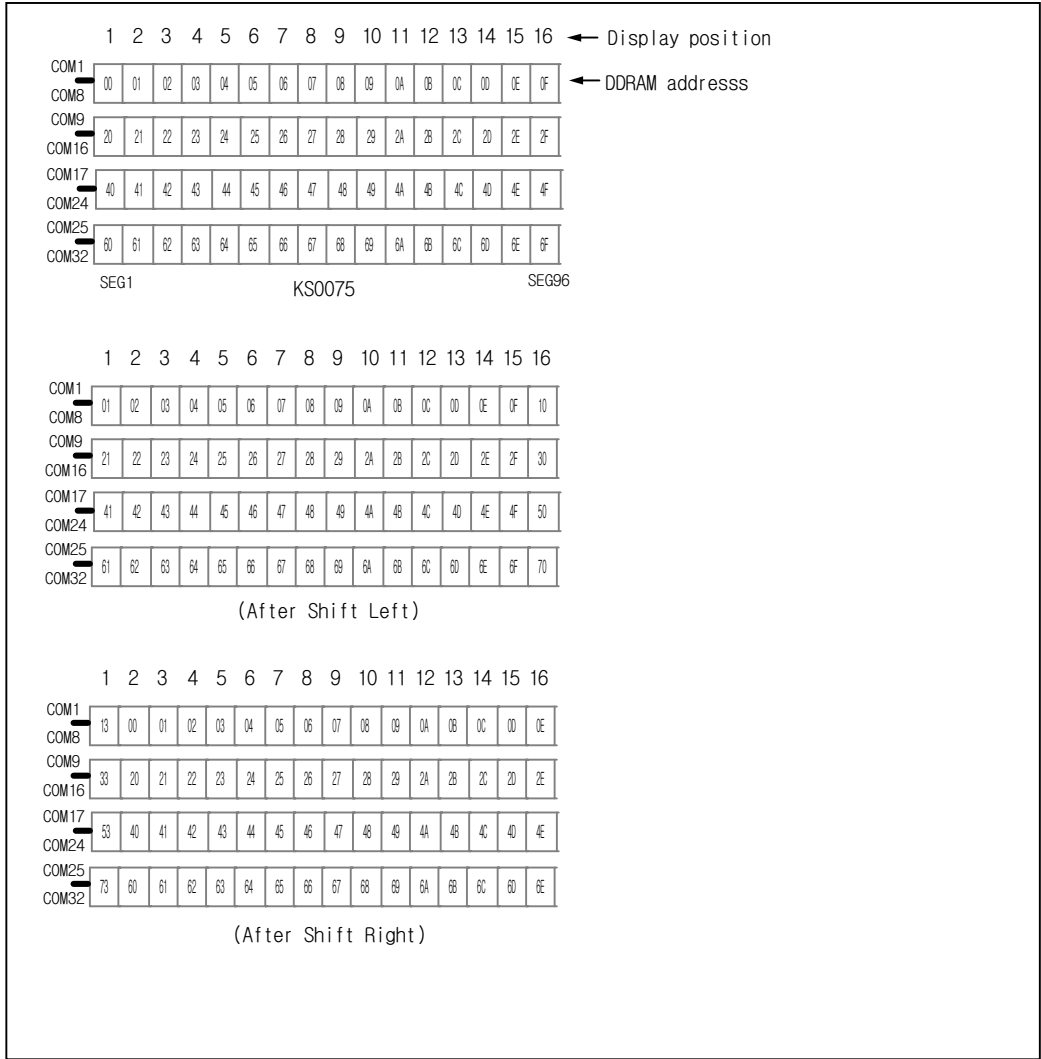 1 2 3 4 5 6 7 8 9 10 11 12 13 14 15 16 Display position
COM1
00 01 02 03 04 05 06 07 08 09 0A 0B 0C 0D 0E 0F DDRAM addresss
COM8
COM9
20 21 22 23 24 25 26 27 28 29 2A 2B 2C 2D 2E 2F
COM16
COM17
40 41 42 43 44 45 46 47 48 49 4A 4B 4C 4D 4E 4F
COM24
COM25
60 61 62 63 64 65 66 67 68 69 6A 6B 6C 6D 6E 6F
COM32
SEG1 KS0075 SEG96
1 2 3 4 5 6 7 8 9 10 11 12 13 14 15 16
COM1
01 02 03 04 05 06 07 08 09 0A 0B 0C 0D 0E 0F 10
COM8
COM9
21 22 23 24 25 26 27 28 29 2A 2B 2C 2D 2E 2F 30
COM16
COM17
41 42 43 44 45 46 47 48 49 4A 4B 4C 4D 4E 4F 50
COM24
COM25
61 62 63 64 65 66 67 68 69 6A 6B 6C 6D 6E 6F 70
COM32
(After Shift Left)
1 2 3 4 5 6 7 8 9 10 11 12 13 14 15 16
COM1
13 00 01 02 03 04 05 06 07 08 09 0A 0B 0C 0D 0E
COM8
COM9
33 20 21 22 23 24 25 26 27 28 29 2A 2B 2C 2D 2E
COM16
COM17
53 40 41 42 43 44 45 46 47 48 49 4A 4B 4C 4D 4E
COM24
COM25
73 60 61 62 63 64 65 66 67 68 69 6A 6B 6C 6D 6E
COM32
(After Shift Right)